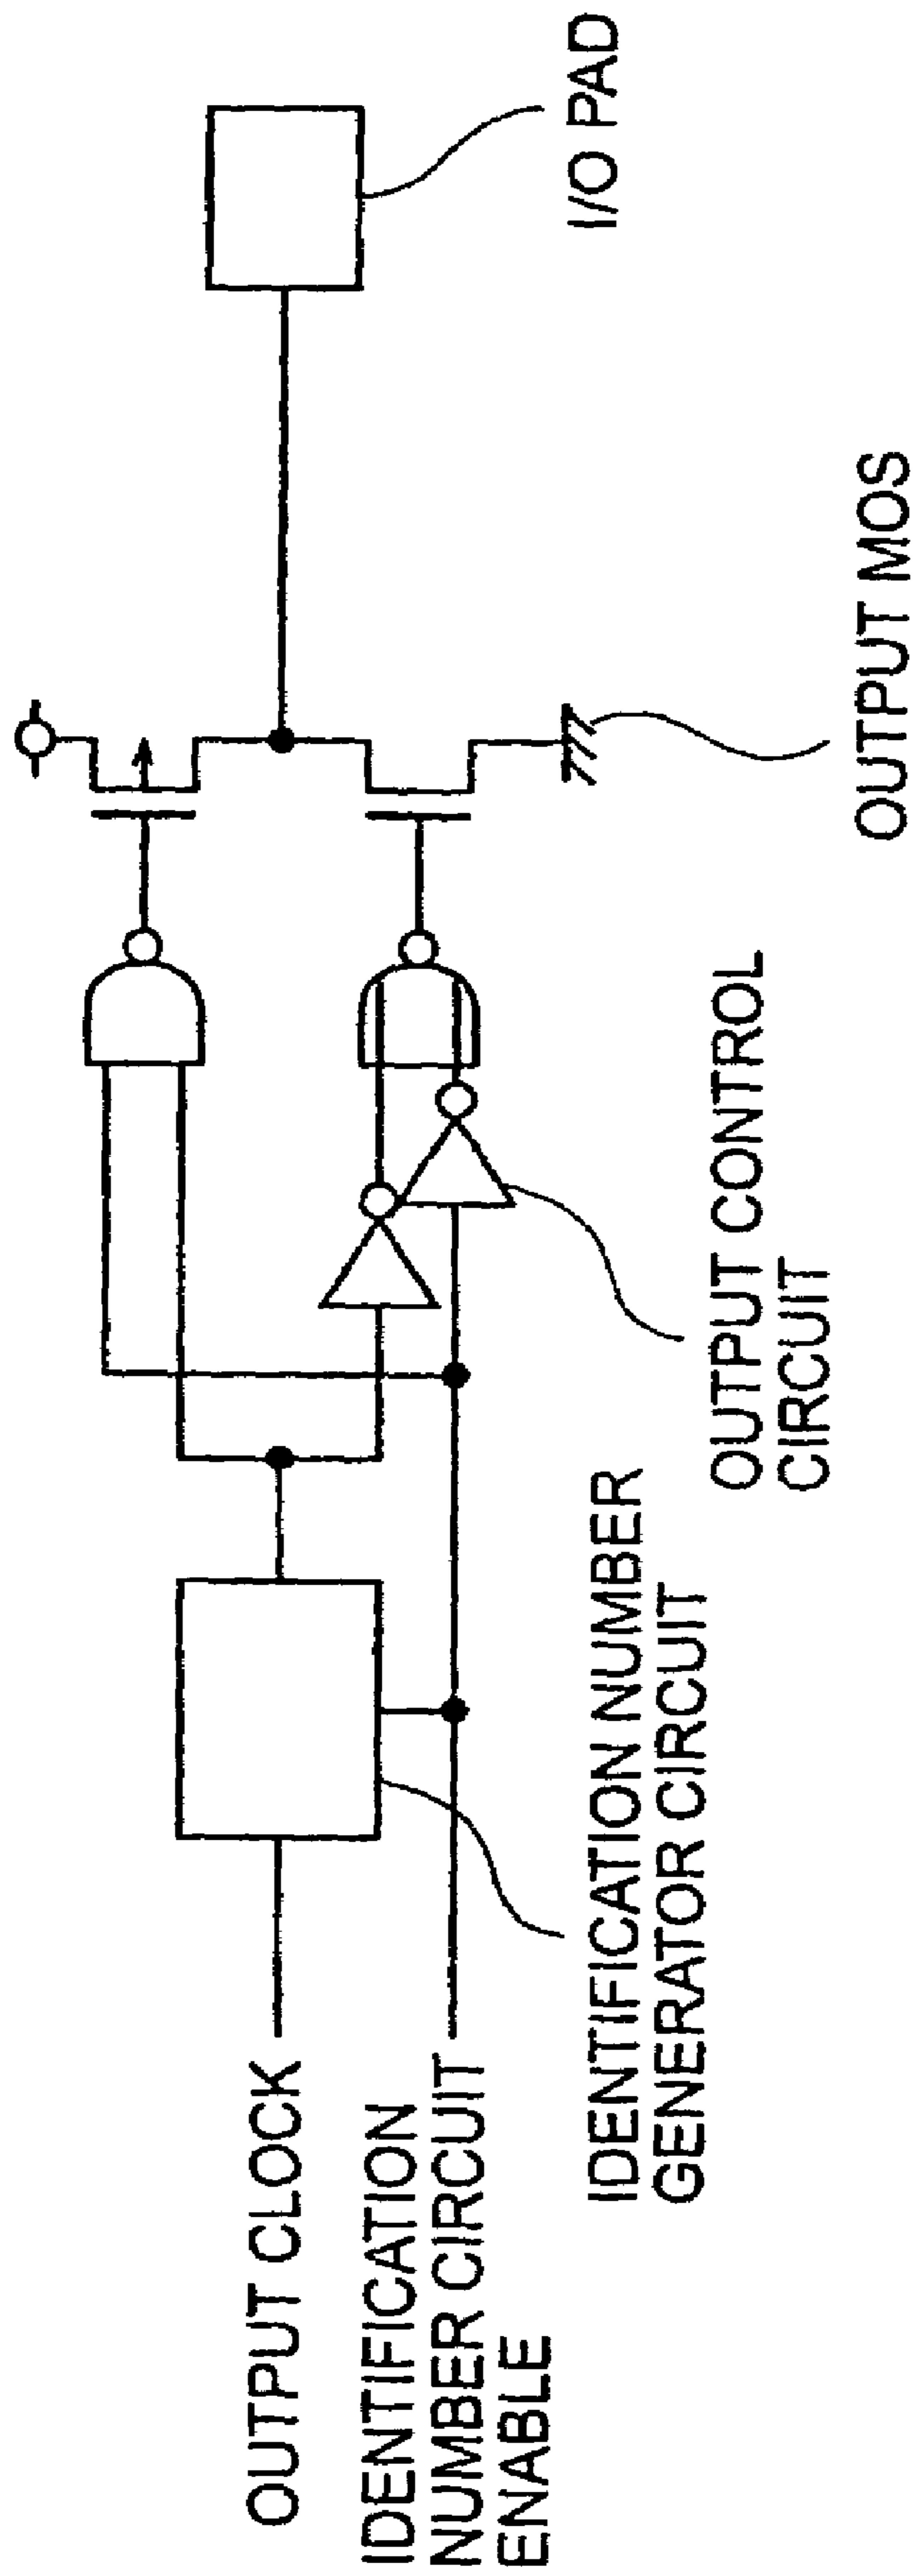 OUTPUT CLOCK
IDENTIFICATION
NUMBER CIRCUIT
ENABLE
IDENTIFICATION NUMBER
GENERATOR CIRCUIT
OUTPUT CONTROL
CIRCUIT
OUTPUT MOS
I/O PAD